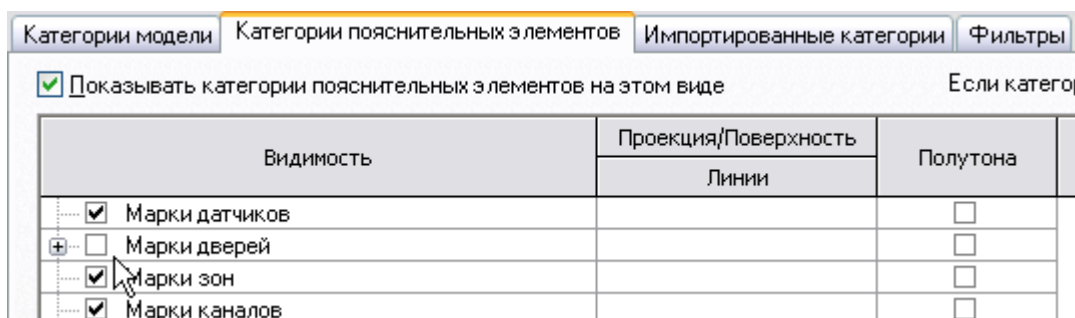 Категории модели Категории пояснительных элементов Импортированные категории Фильтры
Показывать категории пояснительных элементов на этом виде Если
Видимость Проекция/Поверхность Полутона
Линии
Марки датчиков
Марки дверей
Марки зон
Марки каналов